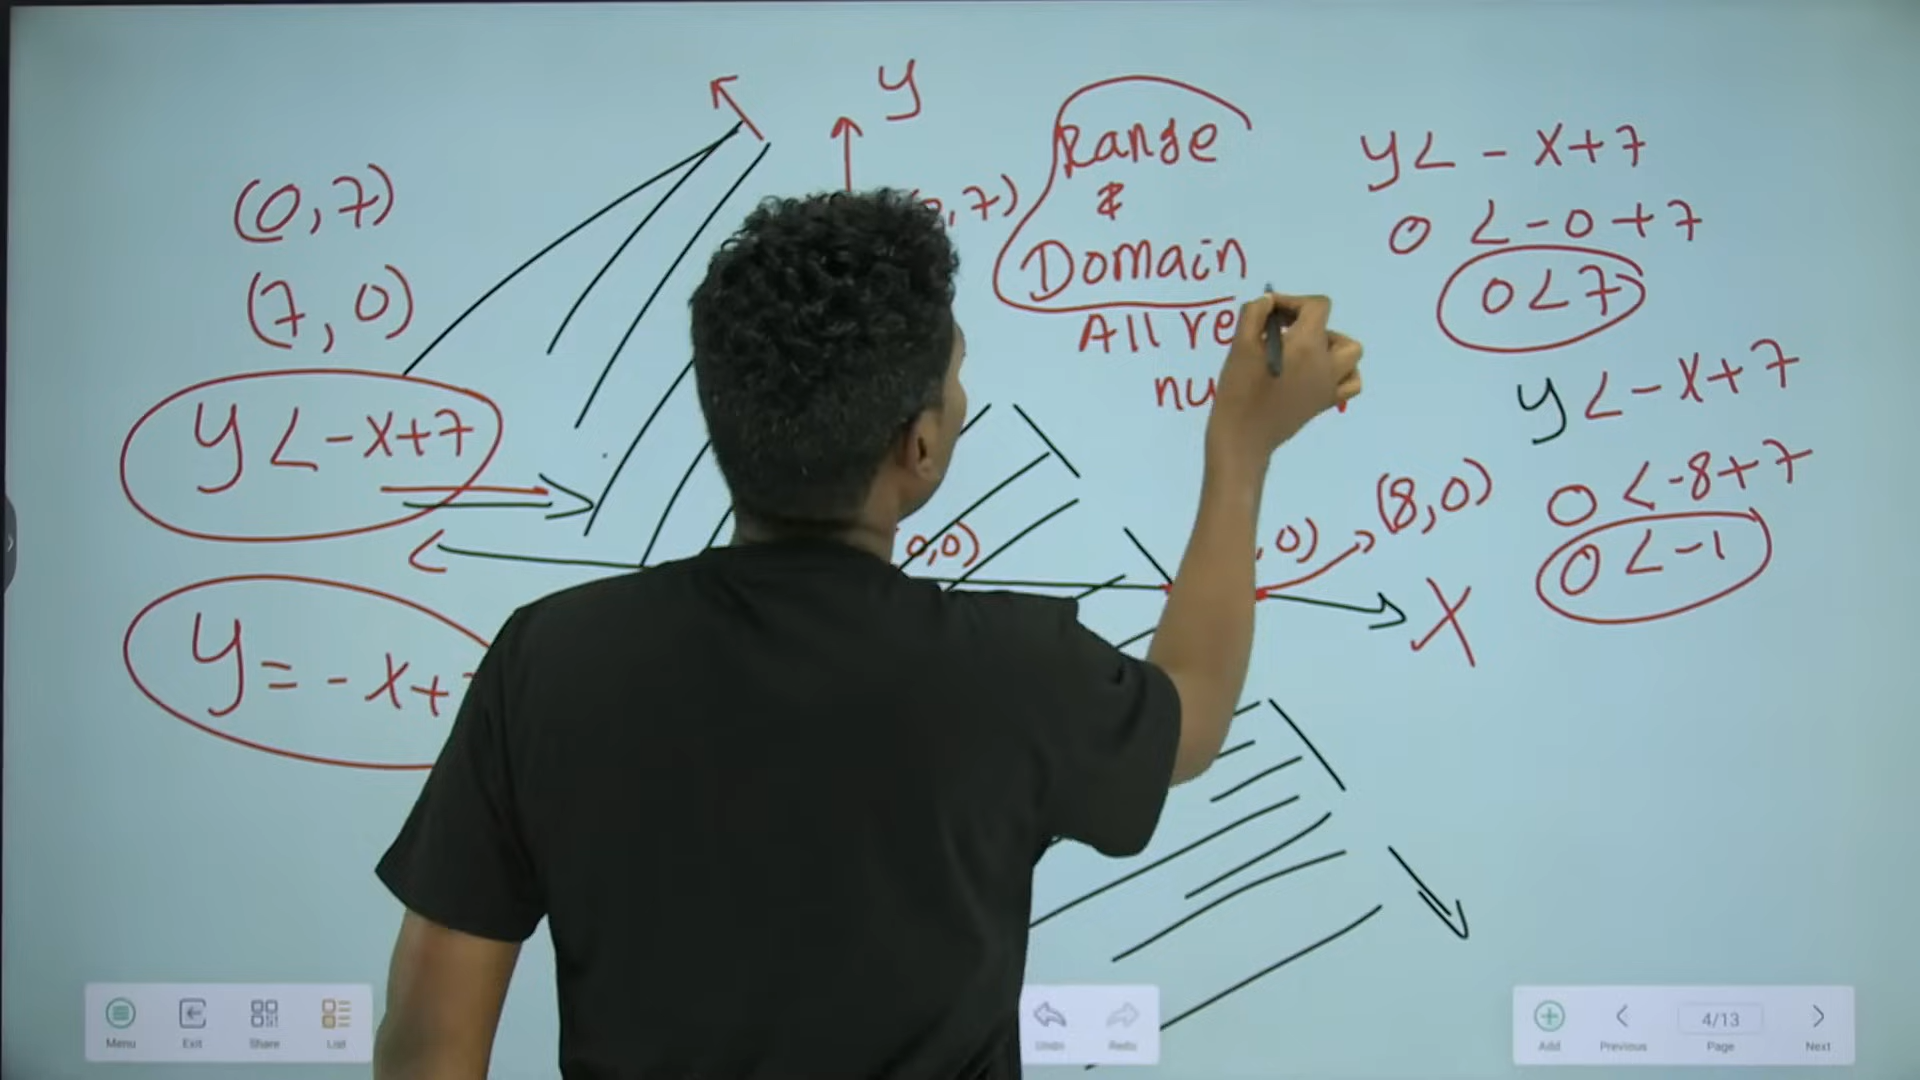 y
(0,7)
(7, 0)
y < -x+7
y = -x+
,7)
Range
&
Domain
All re
nu
0,0)
, 0)
(8,0)
X
y < - x+7
0 < -0+7
0 < 7
y < -x+7
0 < -8+7
0 < -1
Menu
Exit
Share
List
Undo
Redo
Add
Previous
4/13
Page
Next